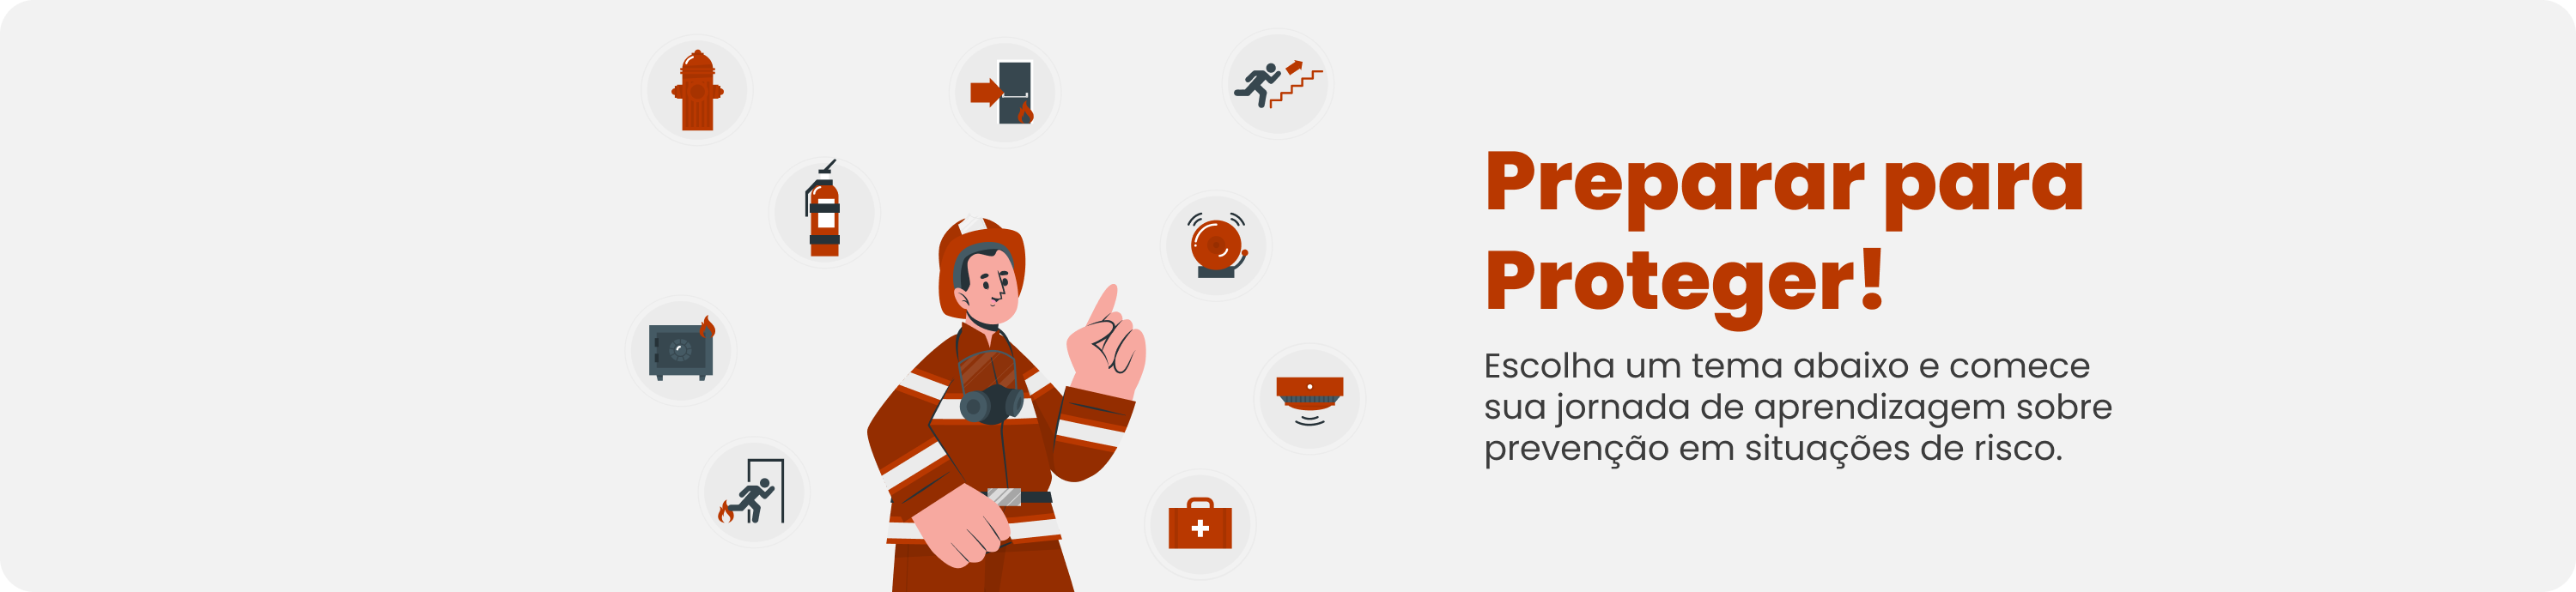 Preparar para
Proteger!
Escolha um tema abaixo e comece
sua jornada de aprendizagem sobre
prevenção em situações de risco.